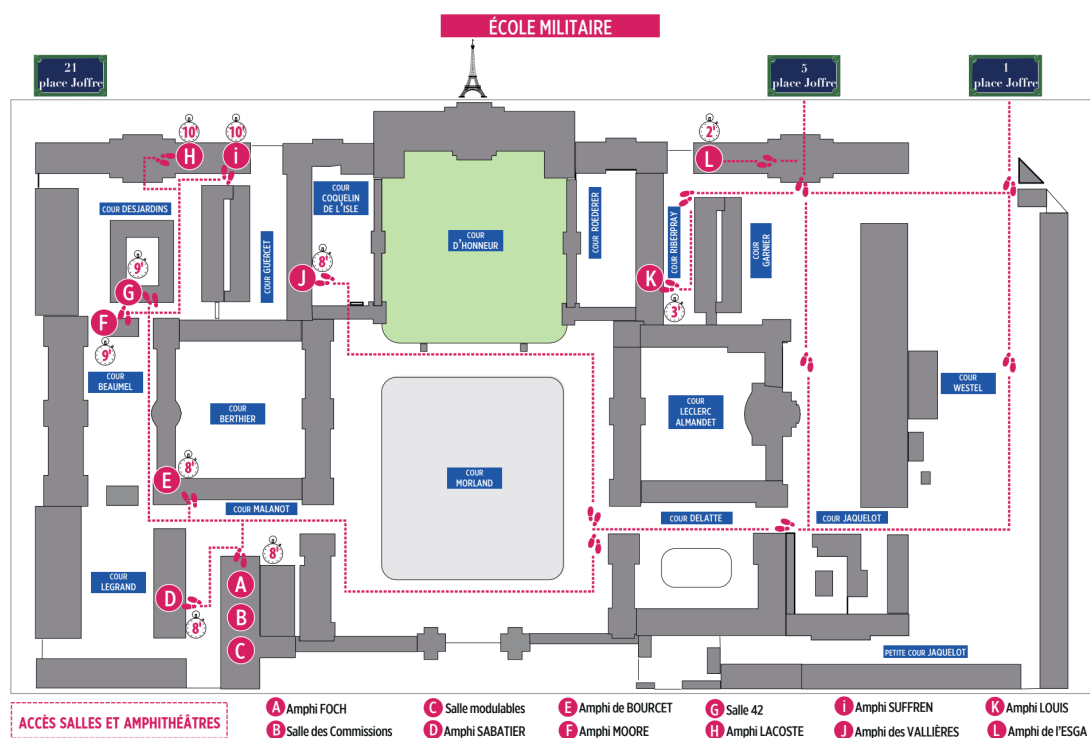 ÉCOLE MILITAIRE
21
place Joffre
5
place Joffre
1
place Joffre
10'
10'
2'
H
i
L
COUR DESJARDINS
COUR GUERCET
COUR
COQUELIN
DE L'ISLE
COUR
D'HONNEUR
COUR ROEDERER
COUR RIBERPRAY
COUR
GARNIER
9'
8'
G
J
K
F
3'
9'
COUR
BEAUMEL
COUR
BERTHIER
COUR
LECLERC
ALMANDET
COUR
WESTEL
8'
E
COUR
MORLAND
COUR MALANOT
COUR DELATTE
COUR JAQUELOT
8'
COUR
LEGRAND
A
D
B
8'
C
PETITE COUR JAQUELOT
ACCÈS SALLES ET AMPHITHÉÂTRES
A Amphi FOCH
B Salle des Commissions
C Salle modulables
D Amphi SABATIER
E Amphi de BOURCET
F Amphi MOORE
G Salle 42
H Amphi LACOSTE
i Amphi SUFFREN
J Amphi des VALLIÈRES
K Amphi LOUIS
L Amphi de l'ESGA